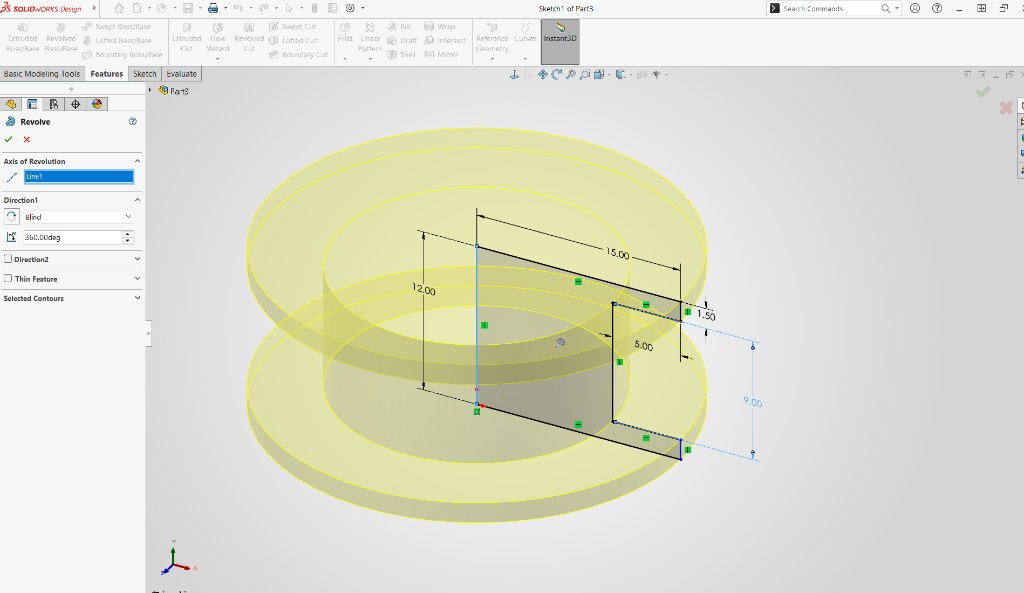 SOLIDWORKS Design
Sketch1 of Part3
Search Commands
Extruded Boss/Base
Revolved Boss/Base
Swept Boss/Base
Lofted Boss/Base
Boundary Boss/Base
Extruded Cut
Hole Wizard
Revolved Cut
Swept Cut
Lofted Cut
Boundary Cut
Fillet
Linear Pattern
Rib
Draft
Shell
Wrap
Intersect
Mirror
Reference Geometry
Curves
Instant3D
Basic Modeling Tools
Features
Sketch
Evaluate
Part3
Revolve
Axis of Revolution
Line1
Direction1
Blind
360.00deg
Direction2
Thin Feature
Selected Contours
15.00
12.00
1.50
5.00
9.00